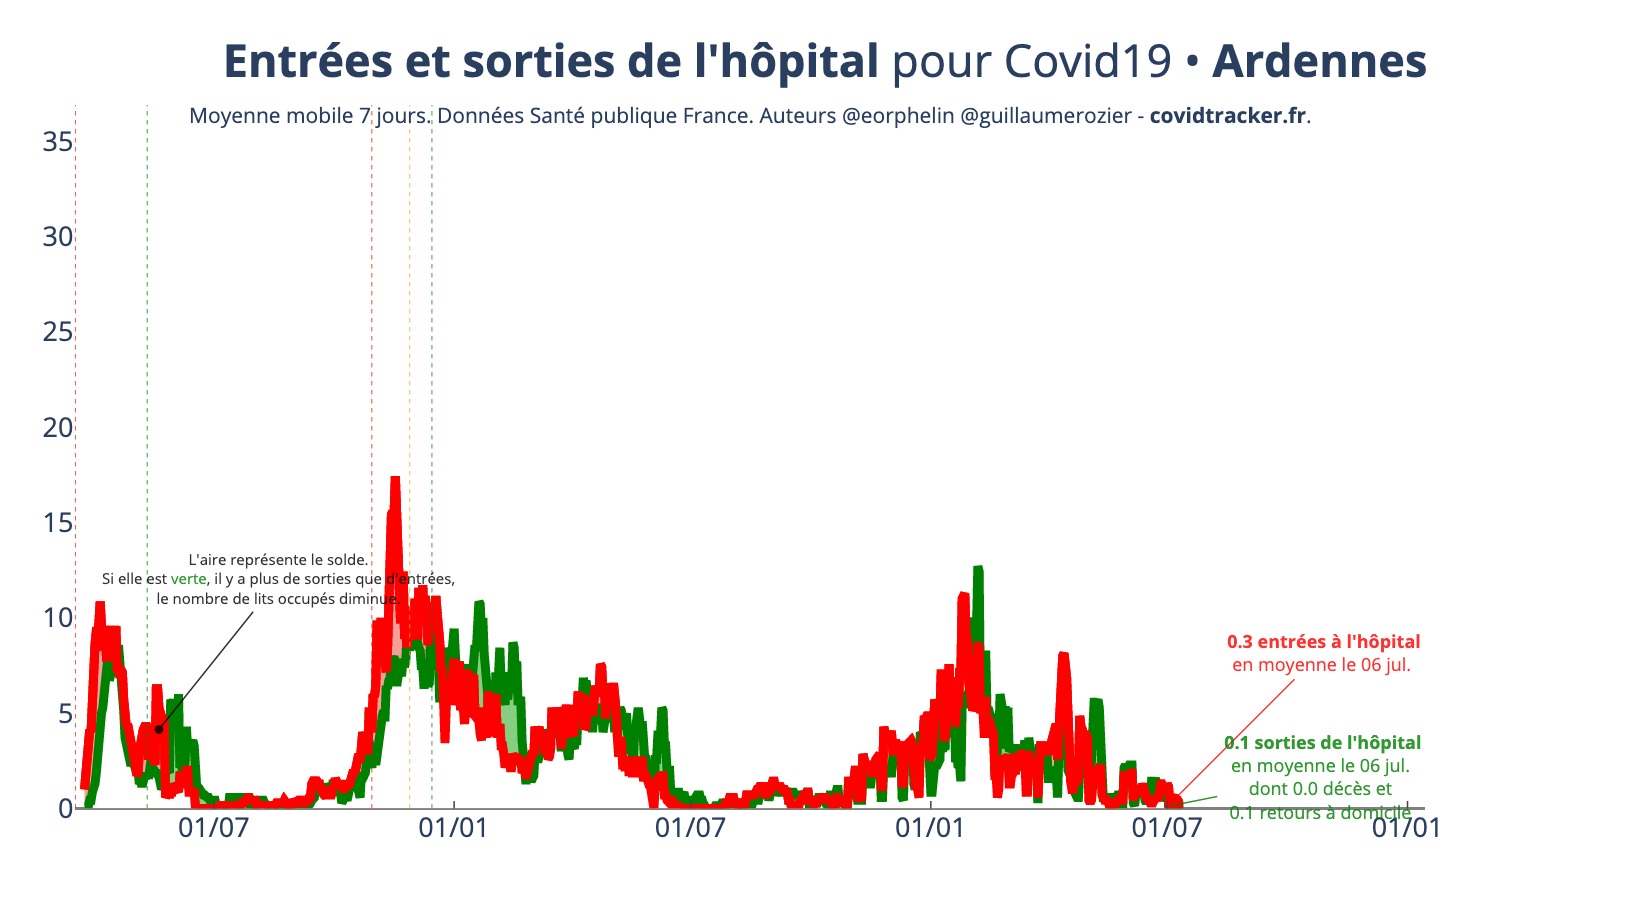 Entrées et sorties de l'hôpital pour Covid19 • Ardennes
Moyenne mobile 7 jours. Données Santé publique France. Auteurs @eorphelin @guillaumerozier - covidtracker.fr.
35
30
25
20
15
10
5
0
L'aire représente le solde.
Si elle est verte, il y a plus de sorties que d'entrées,
le nombre de lits occupés diminue.
0.3 entrées à l'hôpital
en moyenne le 06 jul.
0.1 sorties de l'hôpital
en moyenne le 06 jul.
dont 0.0 décès et
0.1 retours à domicile
01/07
01/01
01/07
01/01
01/07
01/01